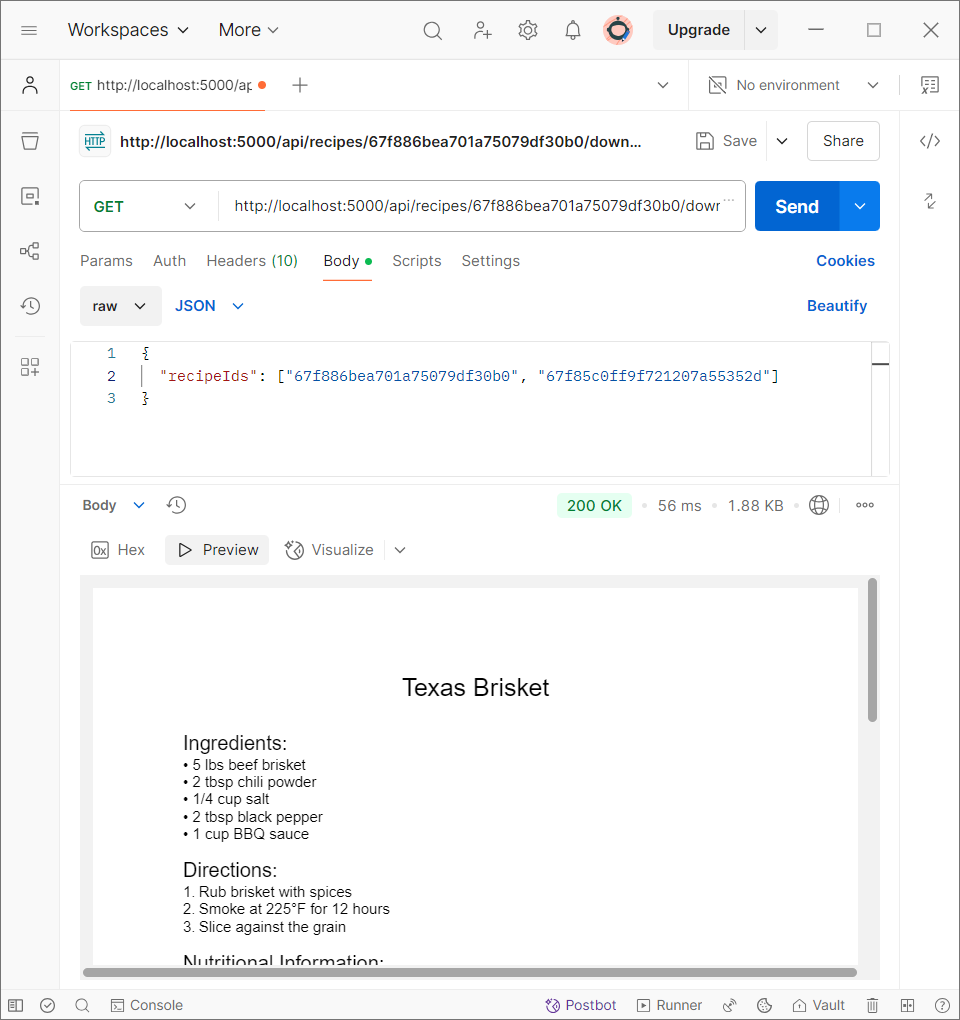 Workspaces More Upgrade
GET http://localhost:5000/ap No environment
HTTP http://localhost:5000/api/recipes/67f886bea701a75079df30b0/down... Save Share
GET http://localhost:5000/api/recipes/67f886bea701a75079df30b0/dowr ... Send
Params Auth Headers (10) Body Scripts Settings Cookies
raw JSON Beautify
1 {
2 "recipeIds": ["67f886bea701a75079df30b0", "67f85c0ff9f721207a55352d"]
3 }
Body 200 OK 56 ms 1.88 KB
0x Hex Preview Visualize
Texas Brisket
Ingredients:
• 5 lbs beef brisket
• 2 tbsp chili powder
• 1/4 cup salt
• 2 tbsp black pepper
• 1 cup BBQ sauce
Directions:
1. Rub brisket with spices
2. Smoke at 225°F for 12 hours
3. Slice against the grain
Nutritional Information:
Console Postbot Runner Vault